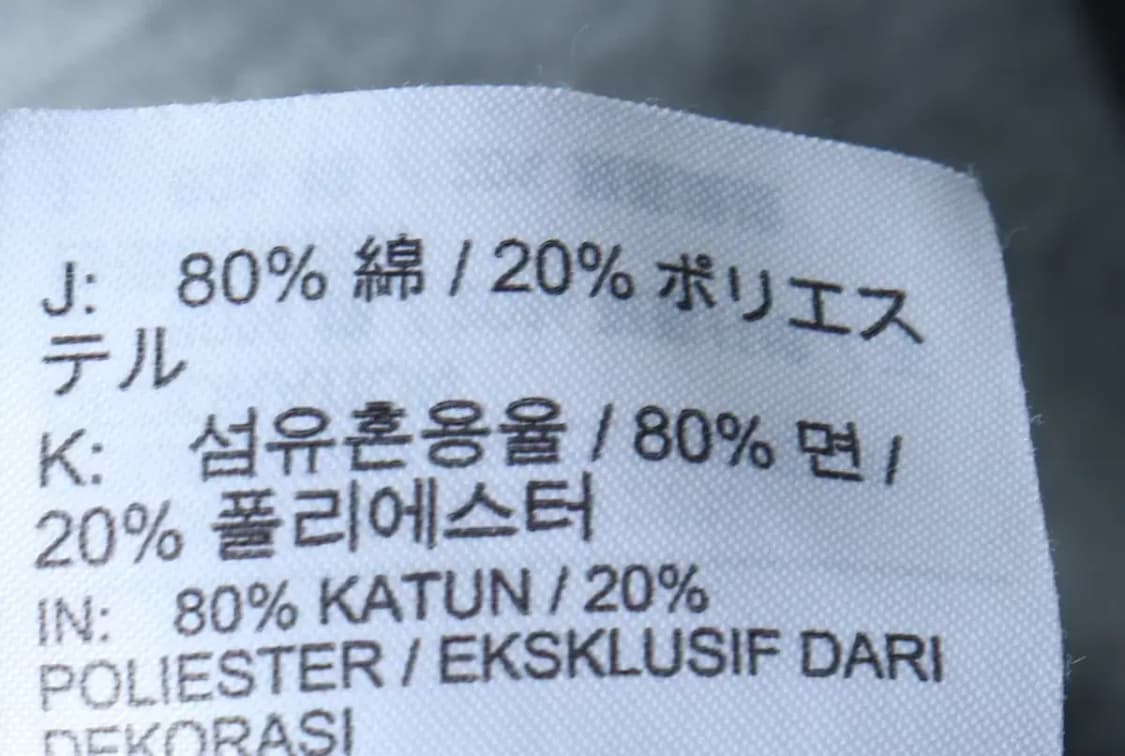 J: 80% 綿 / 20% ポリエス
テル
K: 섬유혼용율 / 80% 면 /
20% 폴리에스터
IN: 80% KATUN / 20%
POLIESTER / EKSKLUSIF DARI
DEKORASI